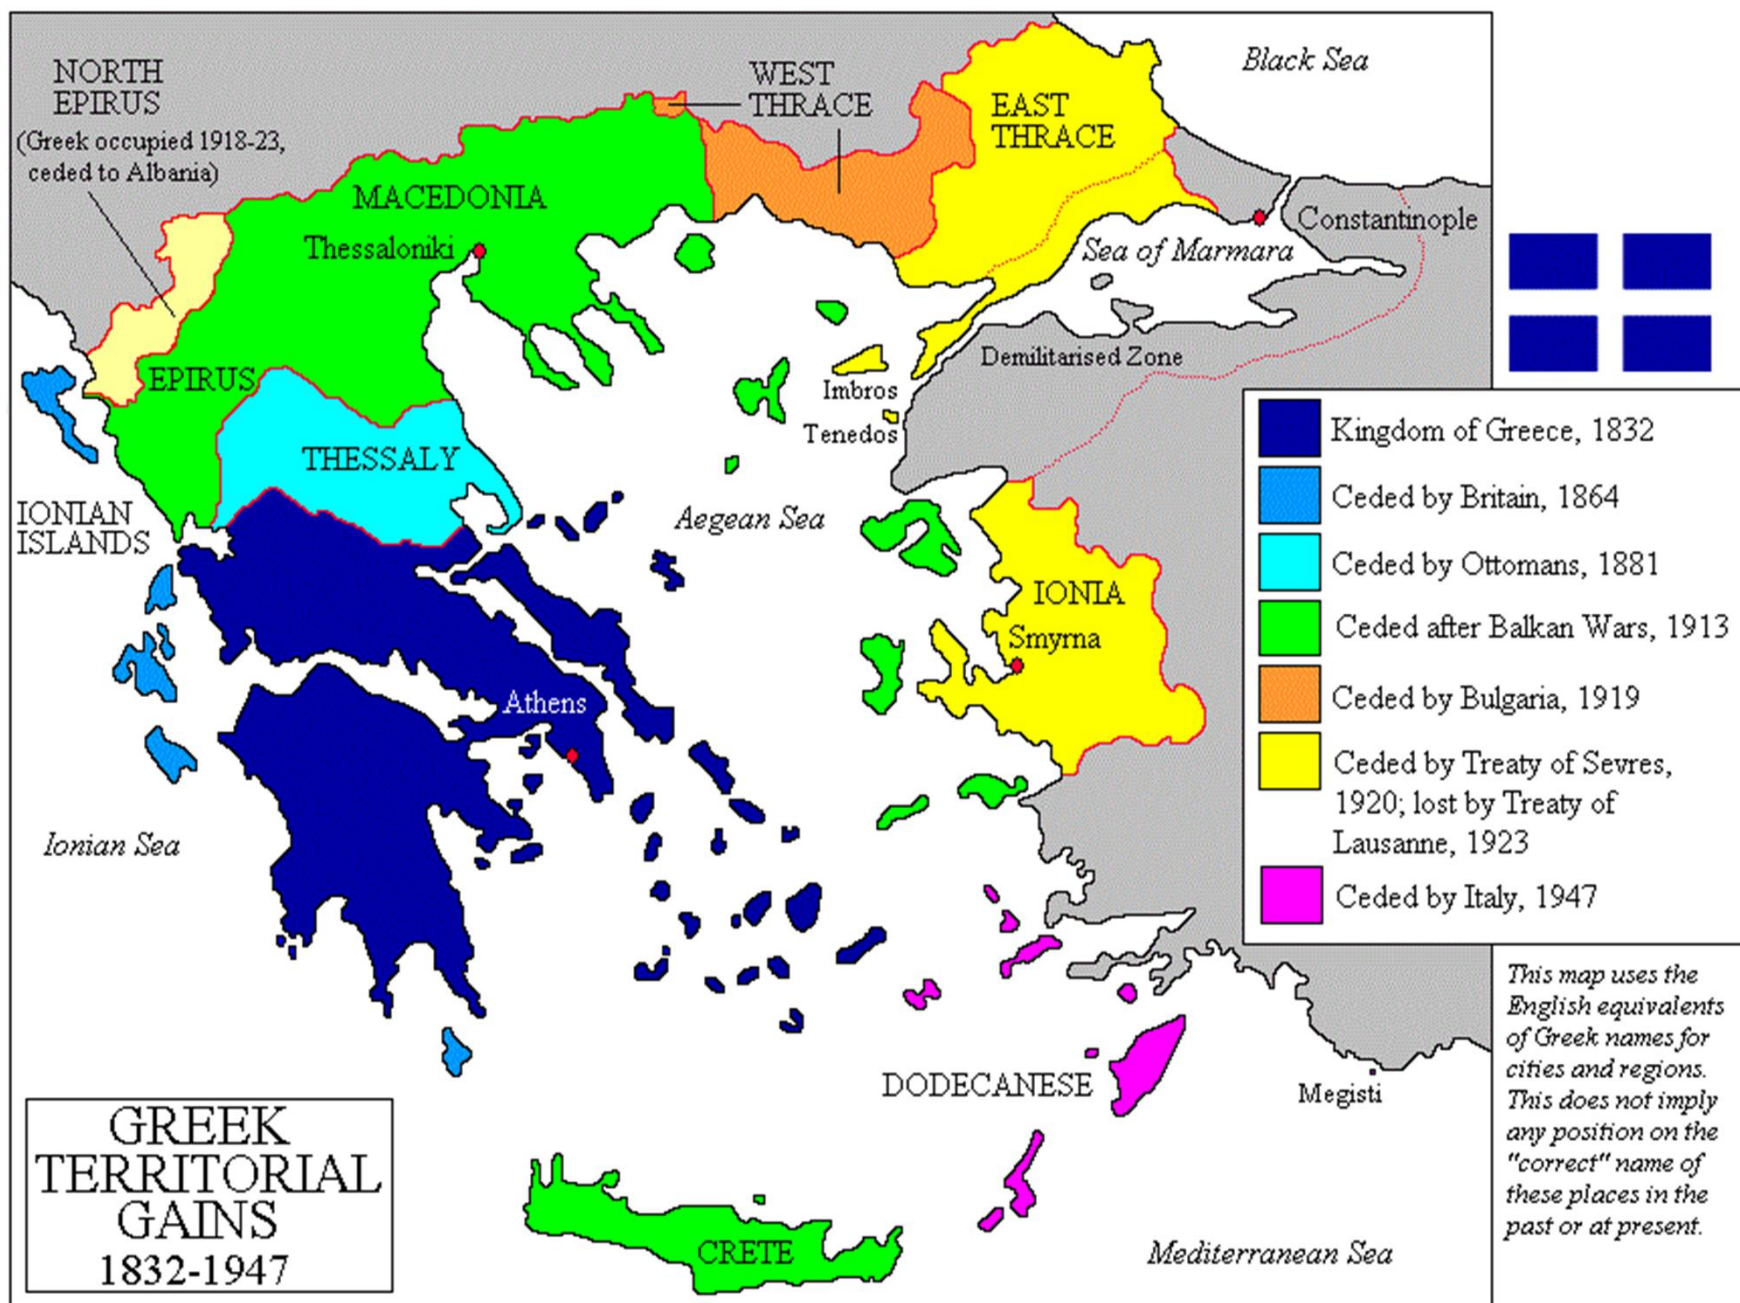 NORTH
EPIRUS
(Greek occupied 1918-23,
ceded to Albania)
WEST
THRACE
EAST
THRACE
Black Sea
MACEDONIA
Thessaloniki
Constantinople
Sea of Marmara
Demilitarised Zone
EPIRUS
Imbros
Tenedos
THESSALY
IONIAN
ISLANDS
Aegean Sea
IONIA
Smyrna
Athens
Ionian Sea
DODECANESE
Megisti
CRETE
Mediterranean Sea
Kingdom of Greece, 1832
Ceded by Britain, 1864
Ceded by Ottomans, 1881
Ceded after Balkan Wars, 1913
Ceded by Bulgaria, 1919
Ceded by Treaty of Sevres,
1920; lost by Treaty of
Lausanne, 1923
Ceded by Italy, 1947
This map uses the
English equivalents
of Greek names for
cities and regions.
This does not imply
any position on the
"correct" name of
these places in the
past or at present.
GREEK
TERRITORIAL
GAINS
1832-1947